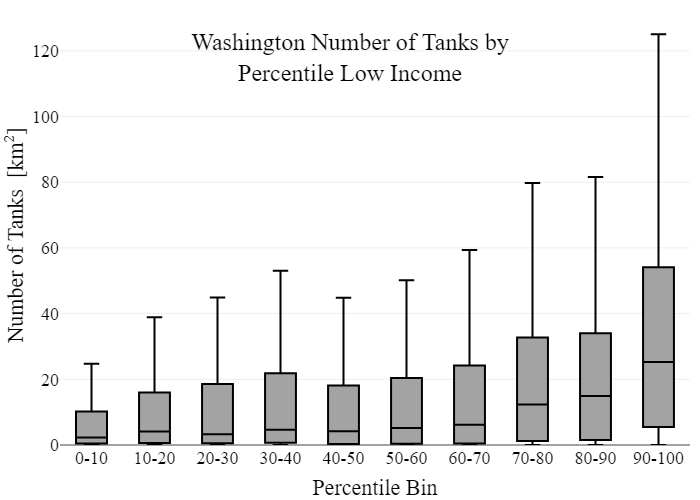 Washington Number of Tanks by
Percentile Low Income
Number of Tanks [km²]
120
100
80
60
40
20
0
0-10 10-20 20-30 30-40 40-50 50-60 60-70 70-80 80-90 90-100
Percentile Bin